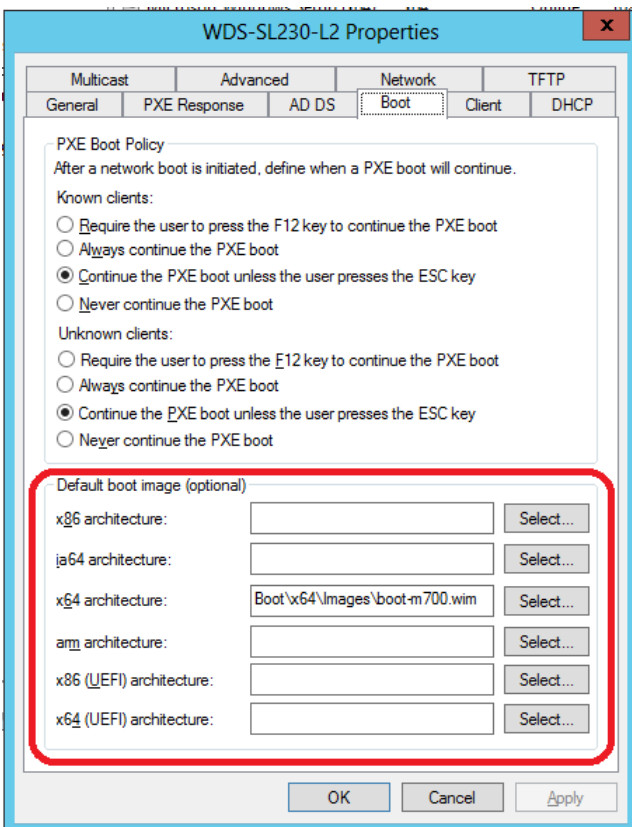 WDS-SL230-L2 Properties
x
Multicast Advanced Network TFTP
General PXE Response AD DS Boot Client DHCP
PXE Boot Policy
After a network boot is initiated, define when a PXE boot will continue.
Known clients:
Require the user to press the F12 key to continue the PXE boot
Always continue the PXE boot
Continue the PXE boot unless the user presses the ESC key
Never continue the PXE boot
Unknown clients:
Require the user to press the F12 key to continue the PXE boot
Always continue the PXE boot
Continue the PXE boot unless the user presses the ESC key
Never continue the PXE boot
Default boot image (optional)
x86 architecture: Select...
ia64 architecture: Select...
x64 architecture: Boot\x64\Images\boot-m700.wim Select...
arm architecture: Select...
x86 (UEFI) architecture: Select...
x64 (UEFI) architecture: Select...
OK Cancel Apply